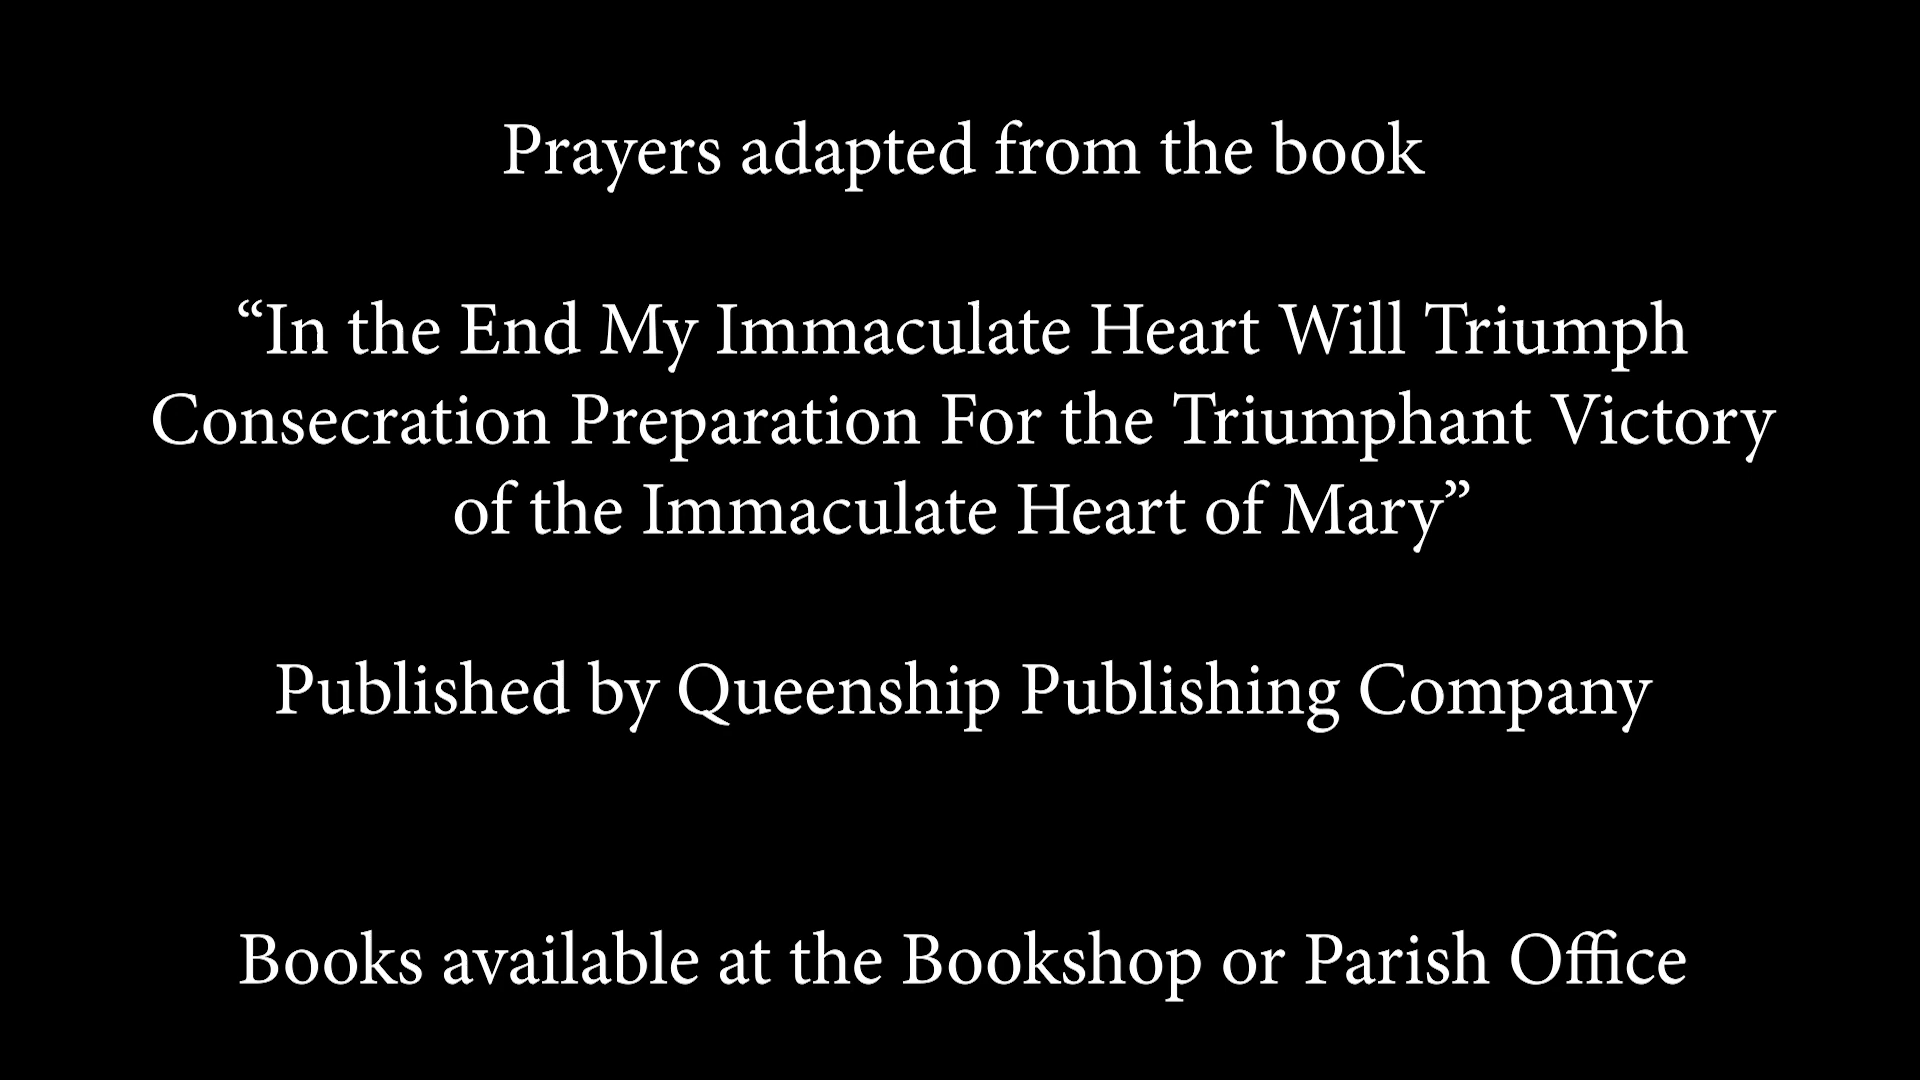 Prayers adapted from the book
“In the End My Immaculate Heart Will Triumph
Consecration Preparation For the Triumphant Victory
of the Immaculate Heart of Mary”
Published by Queenship Publishing Company
Books available at the Bookshop or Parish Office